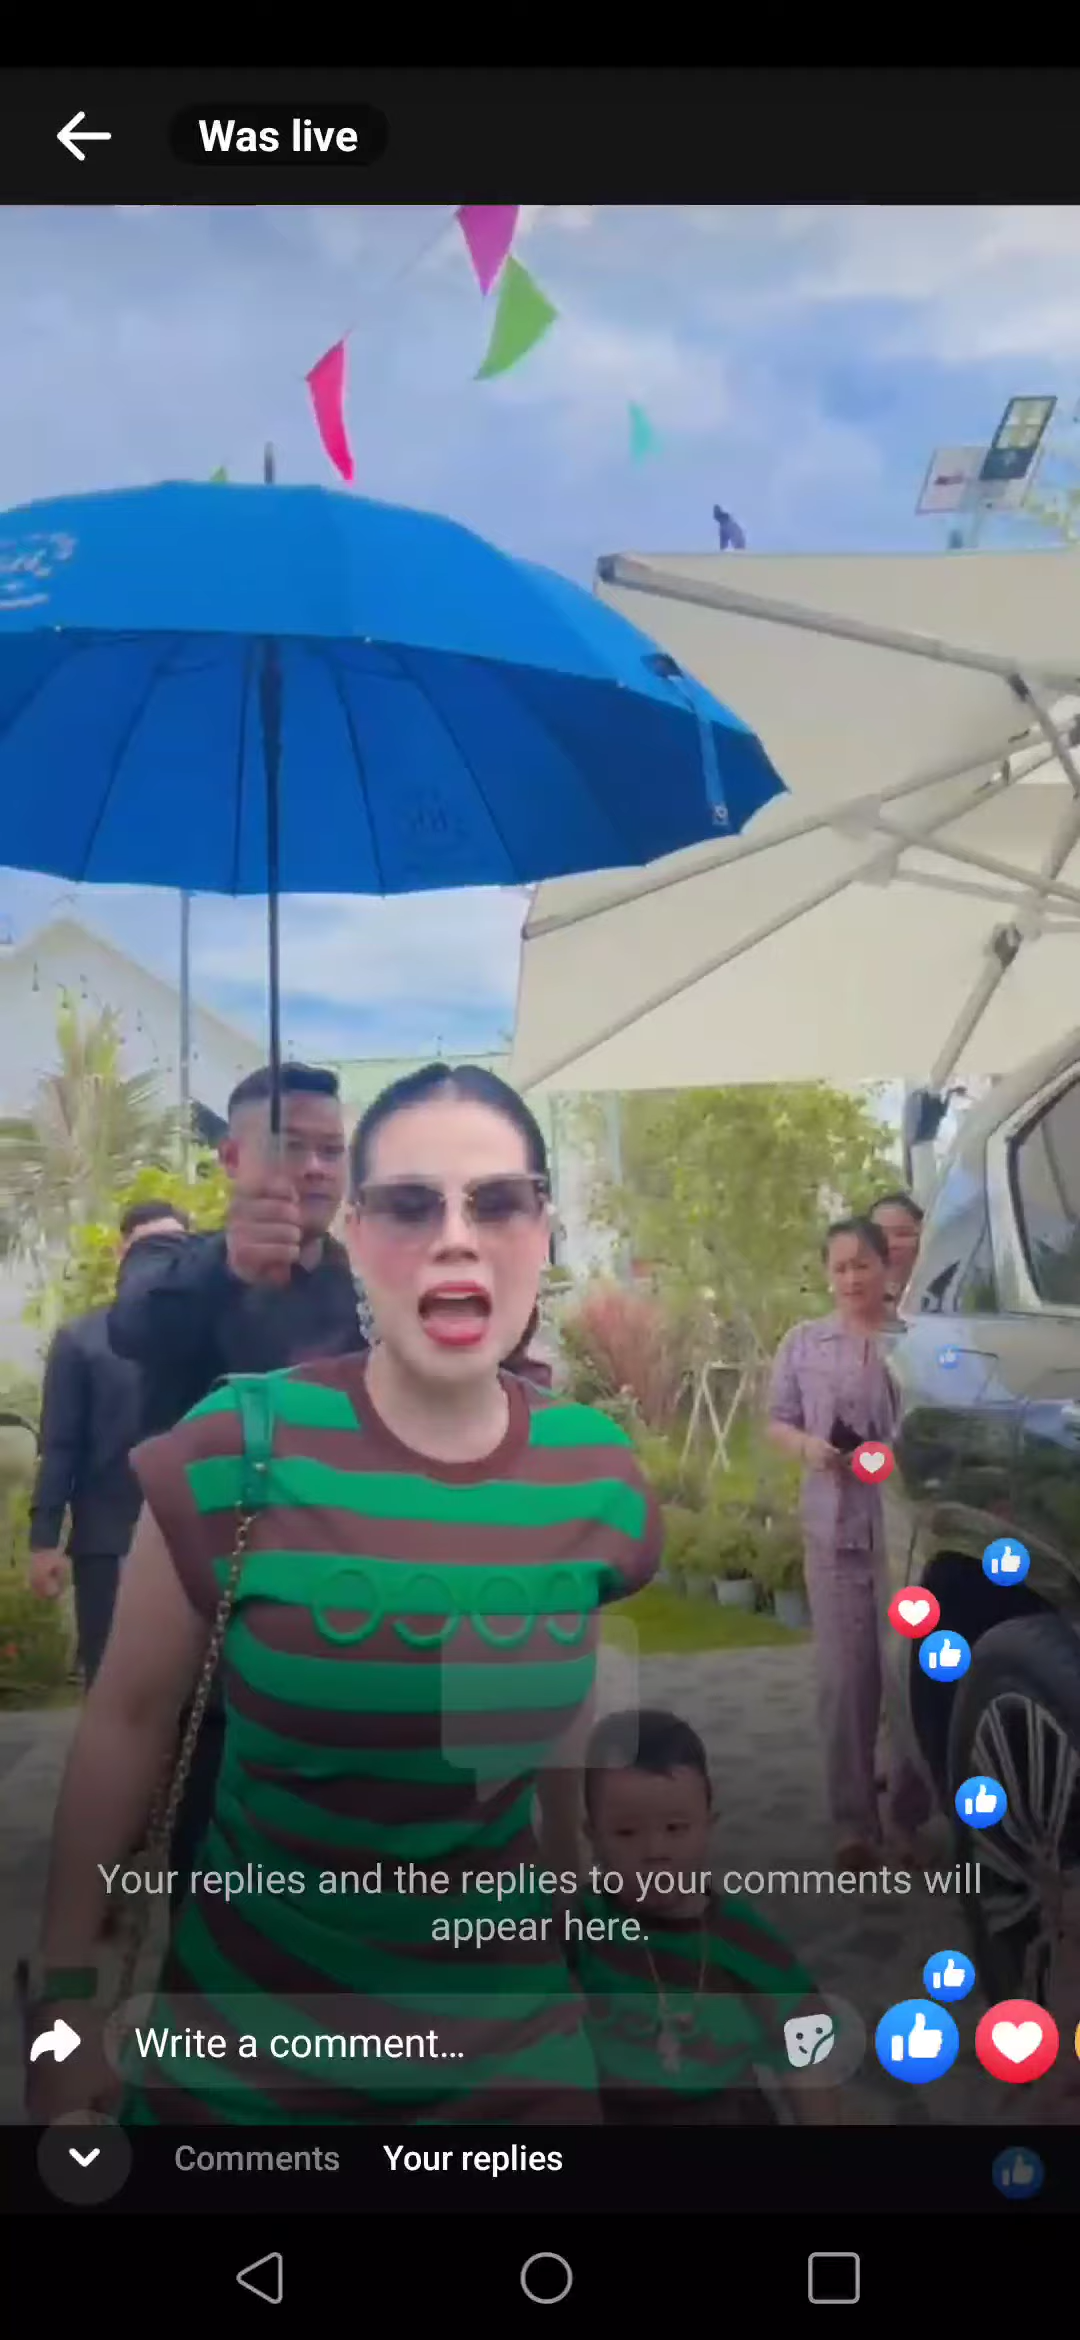 Was live
Your replies and the replies to your comments will
appear here.
Write a comment...
Comments
Your replies